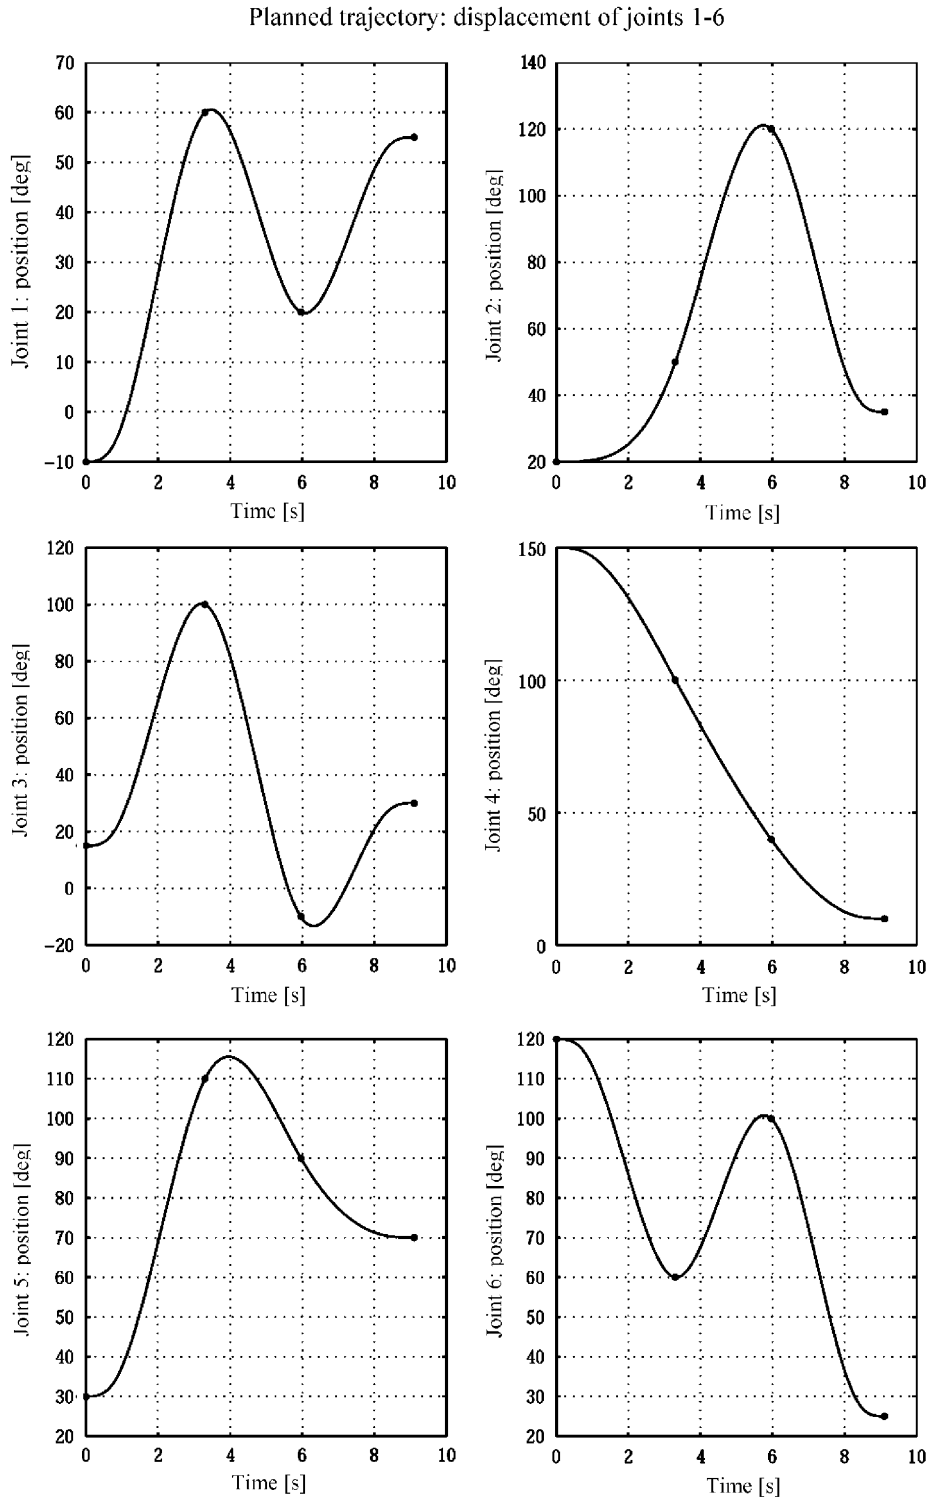 Planned trajectory: displacement of joints 1-6
70
60
50
40
30
20
10
0
−10
0 2 4 6 8 10
Joint 1: position [deg]
Time [s]
140
120
100
80
60
40
20
0 2 4 6 8 10
Joint 2: position [deg]
Time [s]
120
100
80
60
40
20
0
−20
0 2 4 6 8 10
Joint 3: position [deg]
Time [s]
150
100
50
0
0 2 4 6 8 10
Joint 4: position [deg]
Time [s]
120
110
100
90
80
70
60
50
40
30
20
0 2 4 6 8 10
Joint 5: position [deg]
Time [s]
120
110
100
90
80
70
60
50
40
30
20
0 2 4 6 8 10
Joint 6: position [deg]
Time [s]